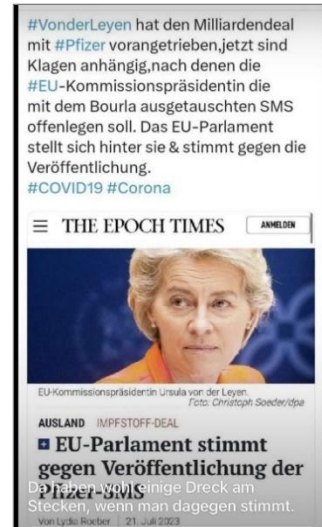 #VonderLeyen hat den Milliardendeal
mit #Pfizer vorangetrieben,jetzt sind
Klagen anhängig,nach denen die
#EU-Kommissionspräsidentin die
mit dem Bourla ausgetauschten SMS
offenlegen soll. Das EU-Parlament
stellt sich hinter sie & stimmt gegen die
Veröffentlichung.
#COVID19 #Corona
THE EPOCH TIMES
ANMELDEN
EU-Kommissionspräsidentin Ursula von der Leyen.
Foto: Christoph Soeder/dpa
AUSLAND IMPFSTOFF-DEAL
EU-Parlament stimmt
gegen Veröffentlichung der
Pfizer-SMS
Da haben wohl einige Dreck am
Stecken, wenn man dagegen stimmt.
Von Lydia Roeber | 21. Juli 2023